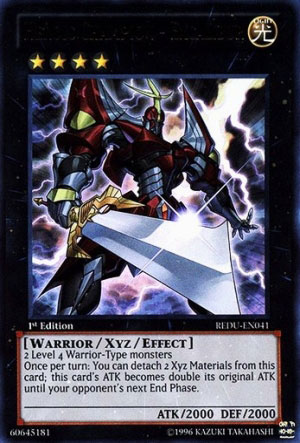 LIGHT
光
1st Edition
REDU-EN041
[WARRIOR / XYZ / EFFECT]
2 Level 4 Warrior-Type monsters
Once per turn: You can detach 2 Xyz Materials from
this card; this card's ATK becomes double its original ATK
until your opponent's next End Phase.
ATK/2000 DEF/2000
60645181
©1996 KAZUKI TAKAHASHI